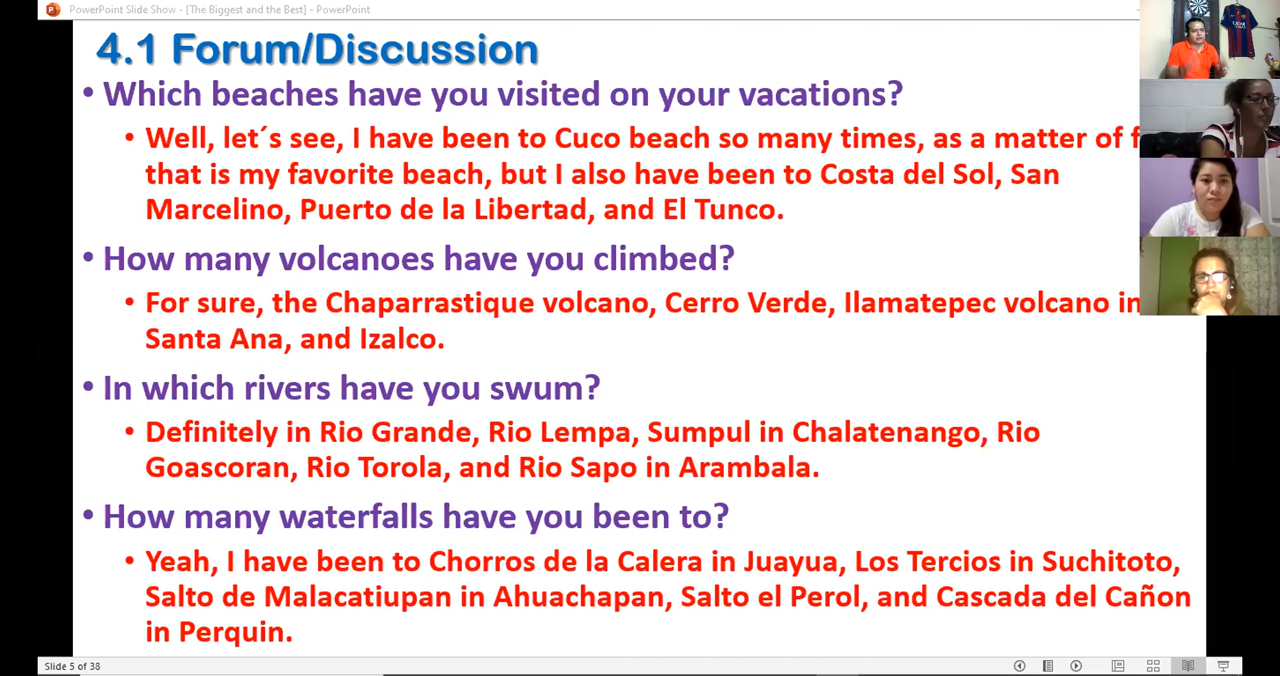 PowerPoint Slide Show - [The Biggest and the Best] - PowerPoint
4.1 Forum/Discussion
• Which beaches have you visited on your vacations?
• Well, let´s see, I have been to Cuco beach so many times, as a matter of
that is my favorite beach, but I also have been to Costa del Sol, San
Marcelino, Puerto de la Libertad, and El Tunco.
• How many volcanoes have you climbed?
• For sure, the Chaparrastique volcano, Cerro Verde, Ilamatepec volcano in
Santa Ana, and Izalco.
• In which rivers have you swum?
• Definitely in Rio Grande, Rio Lempa, Sumpul in Chalatenango, Rio
Goascoran, Rio Torola, and Rio Sapo in Arambala.
• How many waterfalls have you been to?
• Yeah, I have been to Chorros de la Calera in Juayua, Los Tercios in Suchitoto,
Salto de Malacatiupan in Ahuachapan, Salto el Perol, and Cascada del Cañon
in Perquin.
Slide 5 of 38